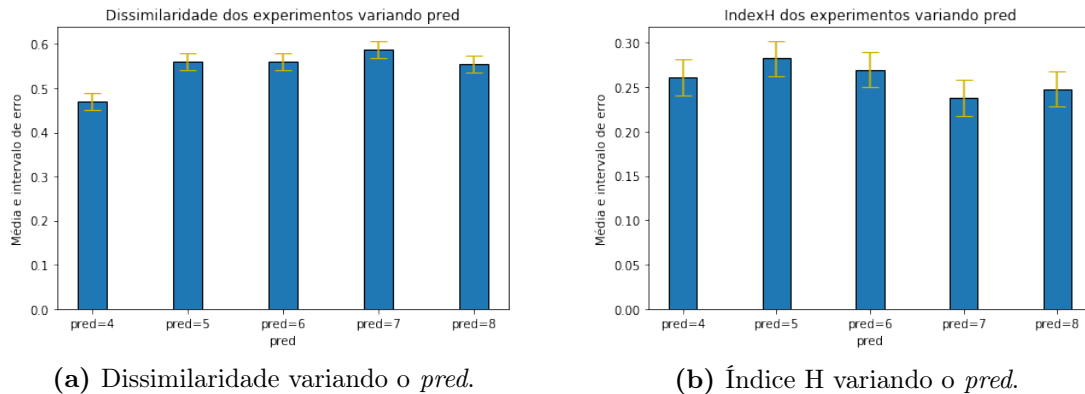 Dissimilaridade dos experimentos variando pred
Média e intervalo de erro
0.6
0.5
0.4
0.3
0.2
0.1
0.0
pred=4 pred=5 pred=6 pred=7 pred=8
pred
(a) Dissimilaridade variando o pred.
IndexH dos experimentos variando pred
Média e intervalo de erro
0.30
0.25
0.20
0.15
0.10
0.05
0.00
pred=4 pred=5 pred=6 pred=7 pred=8
pred
(b) Índice H variando o pred.